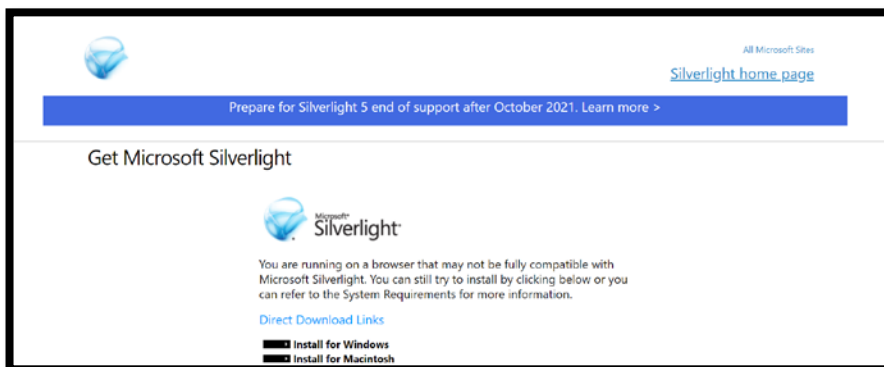 All Microsoft Sites
Silverlight home page
Prepare for Silverlight 5 end of support after October 2021. Learn more >
Get Microsoft Silverlight
Microsoft®
Silverlight™
You are running on a browser that may not be fully compatible with
Microsoft Silverlight. You can still try to install by clicking below or you
can refer to the System Requirements for more information.
Direct Download Links
Install for Windows
Install for Macintosh